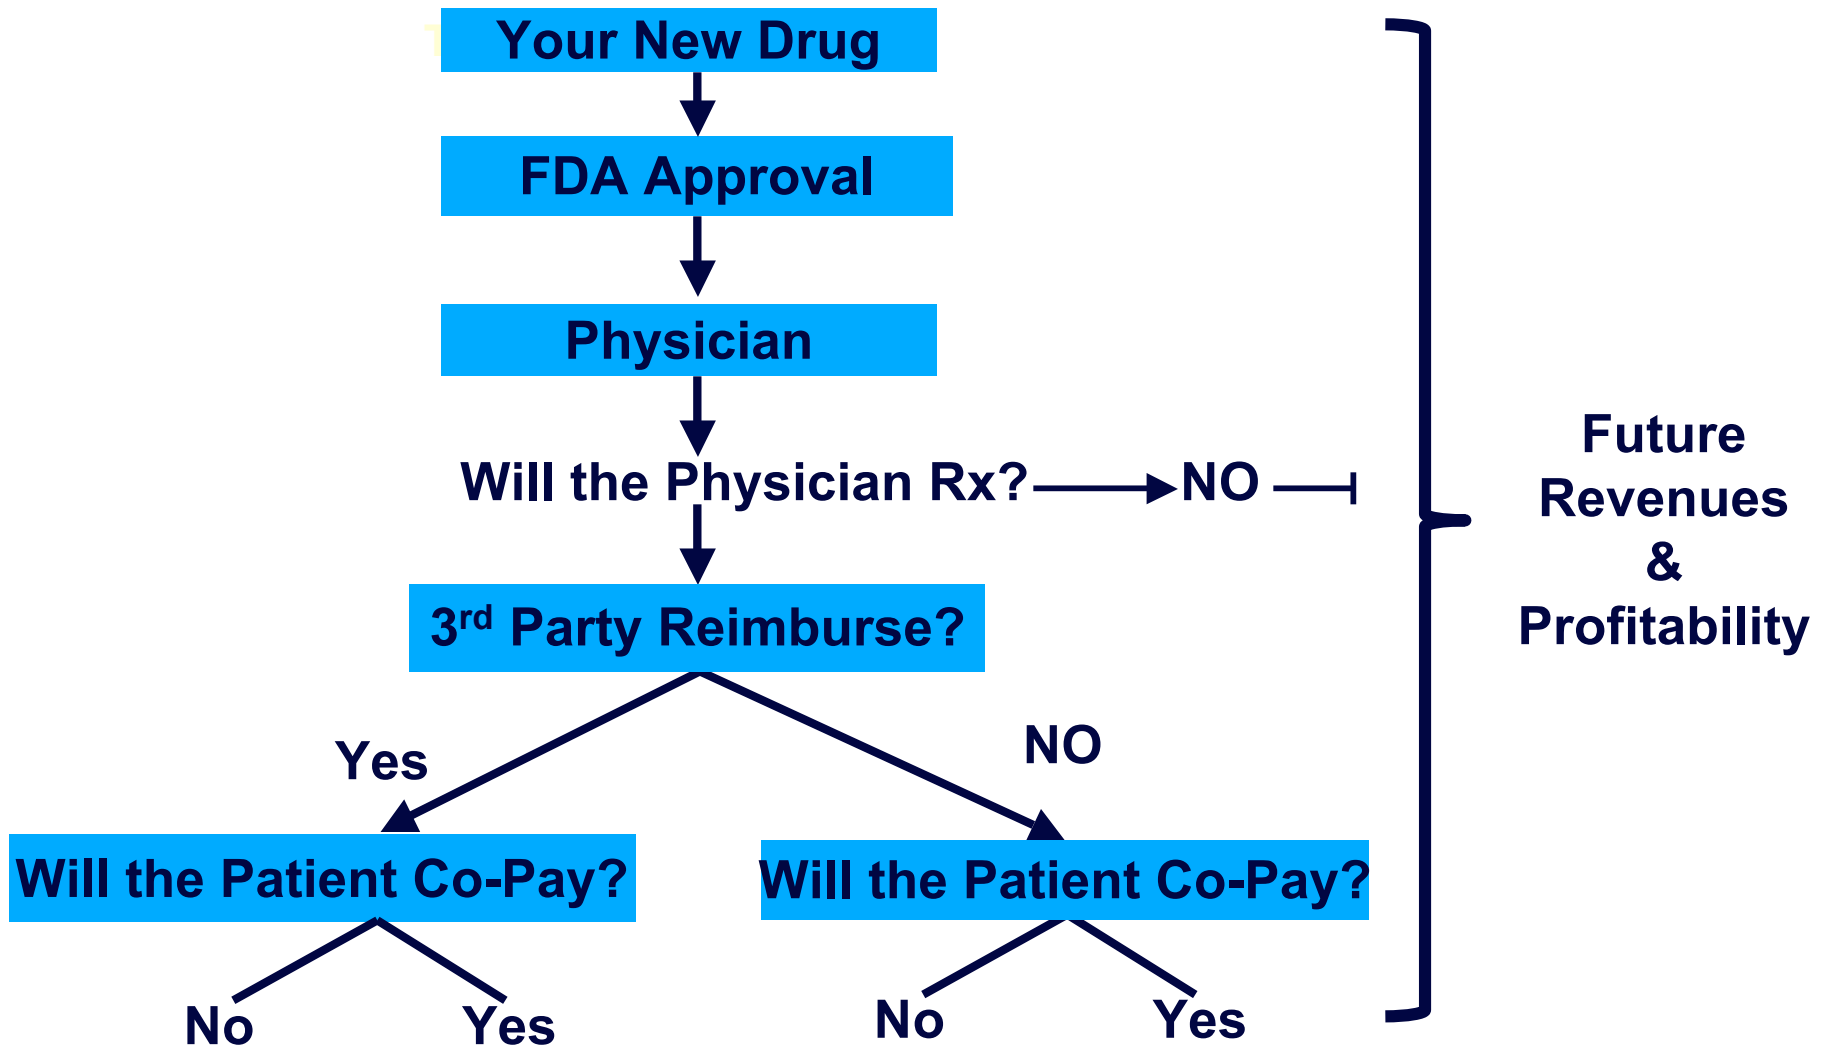 Your New Drug
FDA Approval
Physician
Will the Physician Rx?
NO
3rd Party Reimburse?
Yes
NO
Will the Patient Co-Pay?
Will the Patient Co-Pay?
No
Yes
No
Yes
Future
Revenues
&
Profitability